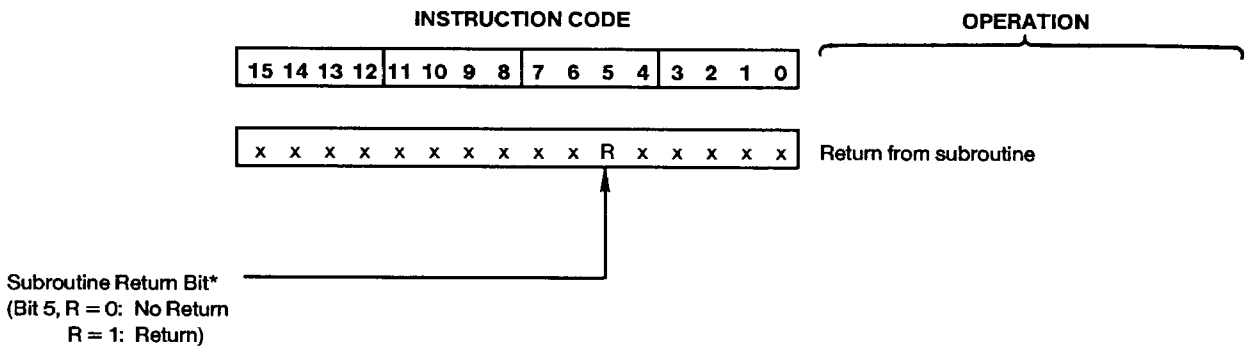 INSTRUCTION CODE
OPERATION
15 14 13 12 11 10 9 8 7 6 5 4 3 2 1 0
x x x x x x x x x x R x x x x x
Return from subroutine
Subroutine Return Bit*
(Bit 5, R = 0: No Return
R = 1: Return)